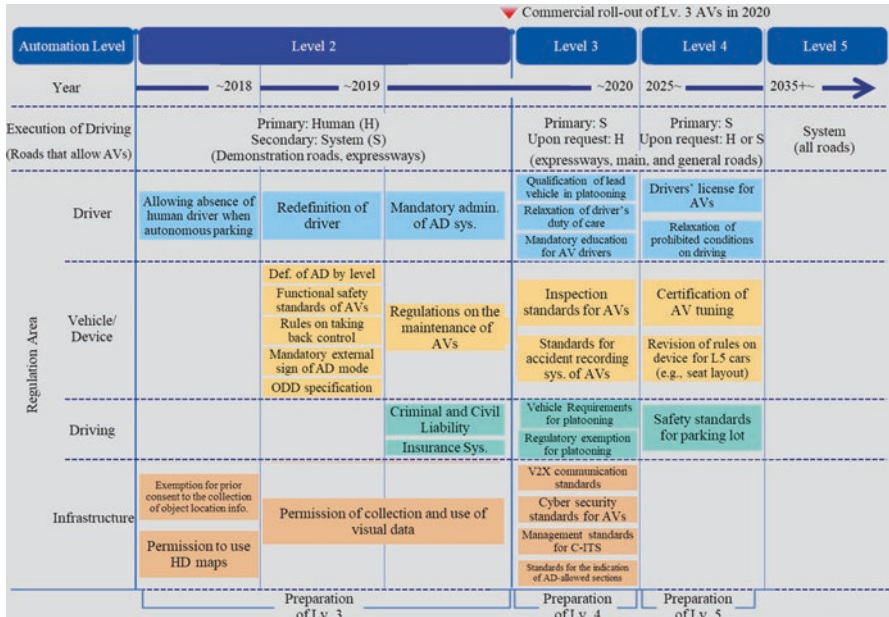 Commercial roll-out of Lv. 3 AVs in 2020
Automation Level
Level 2
Level 3
Level 4
Level 5
Year
~2018
~2019
~2020
2025~
2035+~
Execution of Driving
(Roads that allow AVs)
Primary: Human (H)
Secondary: System (S)
(Demonstration roads, expressways)
Primary: S
Upon request: H
Primary: S
Upon request: H or S
(expressways, main, and general roads)
System
(all roads)
Regulation Area
Driver
Allowing absence of
human driver when
autonomous parking
Redefinition of
driver
Mandatory admin.
of AD sys.
Qualification of lead
vehicle in platooning
Relaxation of driver's
duty of care
Mandatory education
for AV drivers
Drivers' license for
AVs
Relaxation of
prohibited conditions
on driving
Vehicle/
Device
Def. of AD by level
Functional safety
standards of AVs
Rules on taking
back control
Mandatory external
sign of AD mode
ODD specification
Regulations on the
maintenance of
AVs
Inspection
standards for AVs
Standards for
accident recording
sys. of AVs
Certification of
AV tuning
Revision of rules on
device for L5 cars
(e.g., seat layout)
Driving
Criminal and Civil
Liability
Insurance Sys.
Vehicle Requirements
for platooning
Regulatory exemption
for platooning
Safety standards
for parking lot
Infrastructure
Exemption for prior
consent to the collection
of object location info.
Permission to use
HD maps
Permission of collection and use of
visual data
V2X communication
standards
Cyber security
standards for AVs
Management standards
for C-ITS
Standards for the indication
of AD-allowed sections
Preparation
of Lv. 3
Preparation
of Lv. 4
Preparation
of Lv. 5